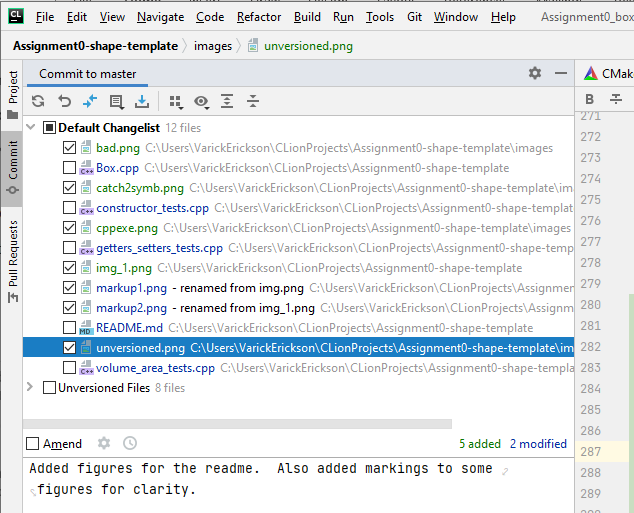 CL File Edit View Navigate Code Refactor Build Run Tools Git Window Help Assignment0_box
Assignment0-shape-template images unversioned.png
Project
Commit
Pull Requests
Commit to master
CMak
B
Default Changelist 12 files
bad.png C:\Users\VarickErickson\CLionProjects\Assignment0-shape-template\images
Box.cpp C:\Users\VarickErickson\CLionProjects\Assignment0-shape-template
catch2symb.png C:\Users\VarickErickson\CLionProjects\Assignment0-shape-template\ima
constructor_tests.cpp C:\Users\VarickErickson\CLionProjects\Assignment0-shape-templat
cppexe.png C:\Users\VarickErickson\CLionProjects\Assignment0-shape-template\images
getters_setters_tests.cpp C:\Users\VarickErickson\CLionProjects\Assignment0-shape-tem
img_1.png C:\Users\VarickErickson\CLionProjects\Assignment0-shape-template
markup1.png - renamed from img.png C:\Users\VarickErickson\CLionProjects\Assignm
markup2.png - renamed from img_1.png C:\Users\VarickErickson\CLionProjects\Assig
README.md C:\Users\VarickErickson\CLionProjects\Assignment0-shape-template
unversioned.png C:\Users\VarickErickson\CLionProjects\Assignment0-shape-template\im
volume_area_tests.cpp C:\Users\VarickErickson\CLionProjects\Assignment0-shape-templa
Unversioned Files 8 files
271
272
273
274
275
276
277
278
279
280
281
282
283
284
285
286
287
288
289
Amend 5 added 2 modified
Added figures for the readme. Also added markings to some
figures for clarity.